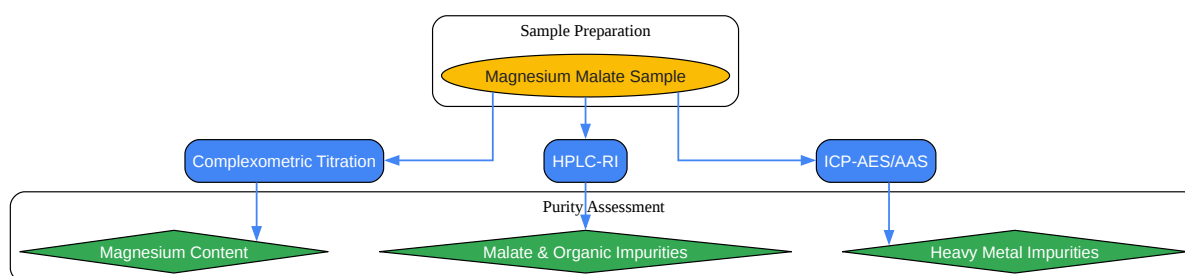 Sample Preparation
Magnesium Malate Sample
Complexometric Titration
HPLC-RI
ICP-AES/AAS
Purity Assessment
Magnesium Content
Malate & Organic Impurities
Heavy Metal Impurities